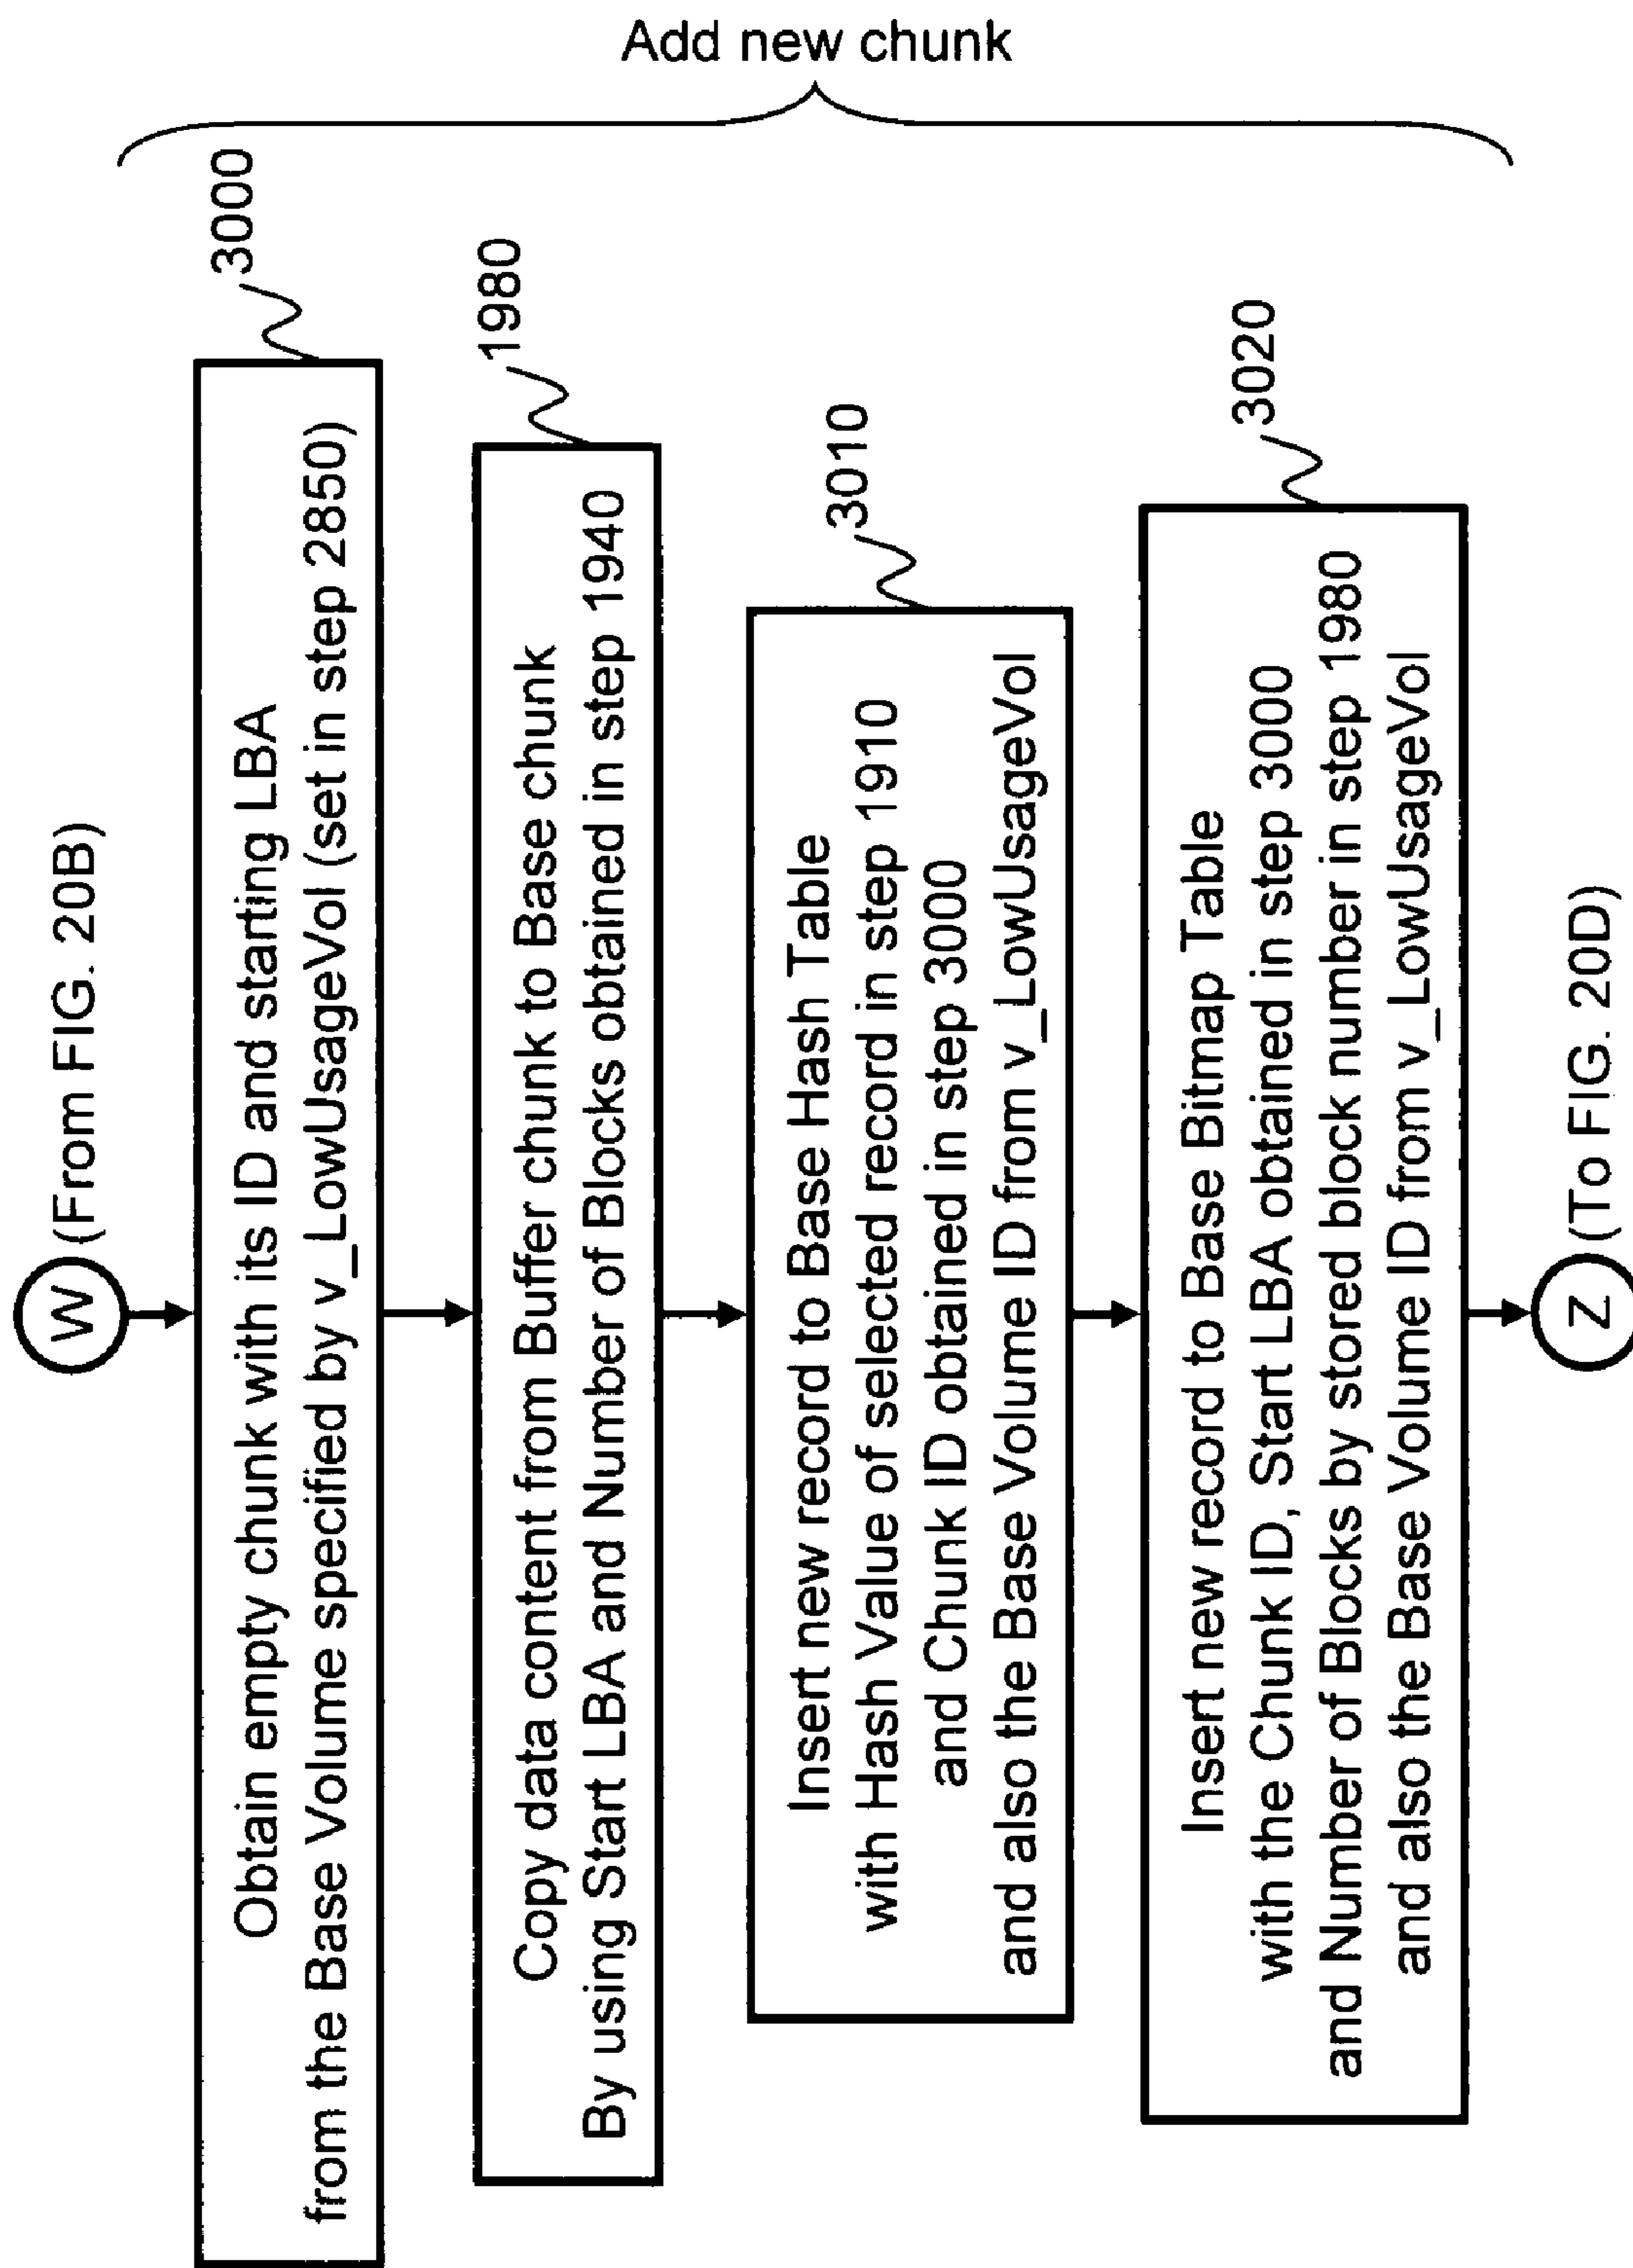 W (From FIG. 20B)
Add new chunk
3000
Obtain empty chunk with its ID and starting LBA
from the Base Volume specified by v_LowUsageVol (set in step 2850)
1980
Copy data content from Buffer chunk to Base chunk
By using Start LBA and Number of Blocks obtained in step 1940
3010
Insert new record to Base Hash Table
with Hash Value of selected record in step 1910
and Chunk ID obtained in step 3000
and also the Base Volume ID from v_LowUsageVol
3020
Insert new record to Base Bitmap Table
with the Chunk ID, Start LBA obtained in step 3000
and Number of Blocks by stored block number in step 1980
and also the Base Volume ID from v_LowUsageVol
Z (To FIG. 20D)